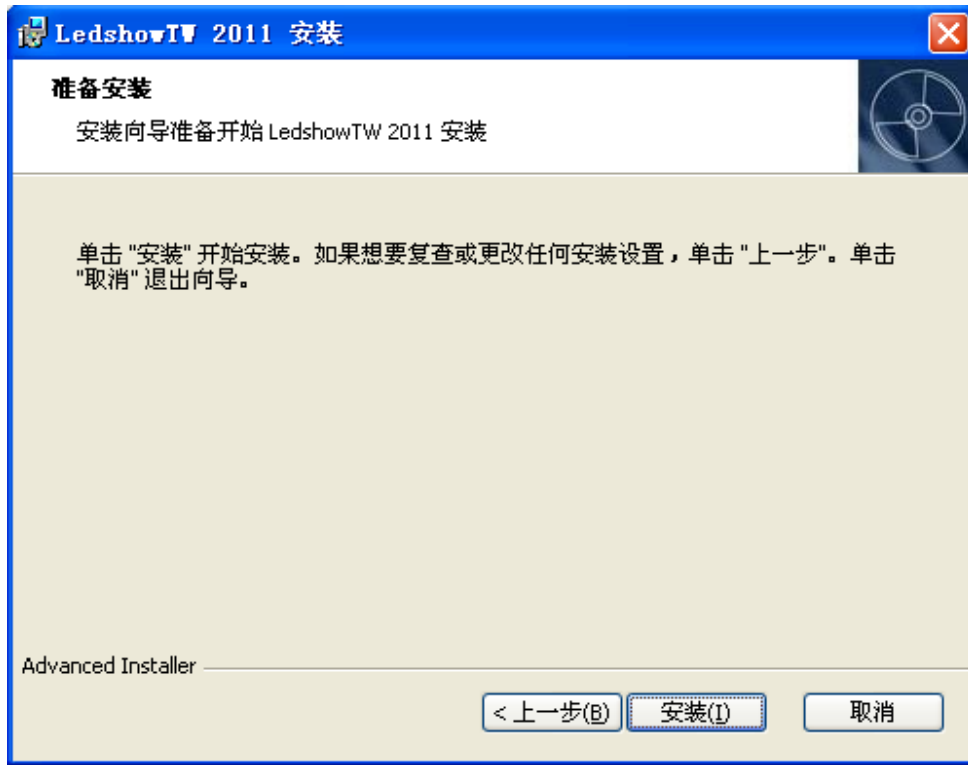 LedshowTW 2011 安装
准备安装
安装向导准备开始 LedshowTW 2011 安装
单击 "安装" 开始安装。如果想要复查或更改任何安装设置，单击 "上一步"。单击
"取消" 退出向导。
Advanced Installer
< 上一步(B) 安装(I) 取消